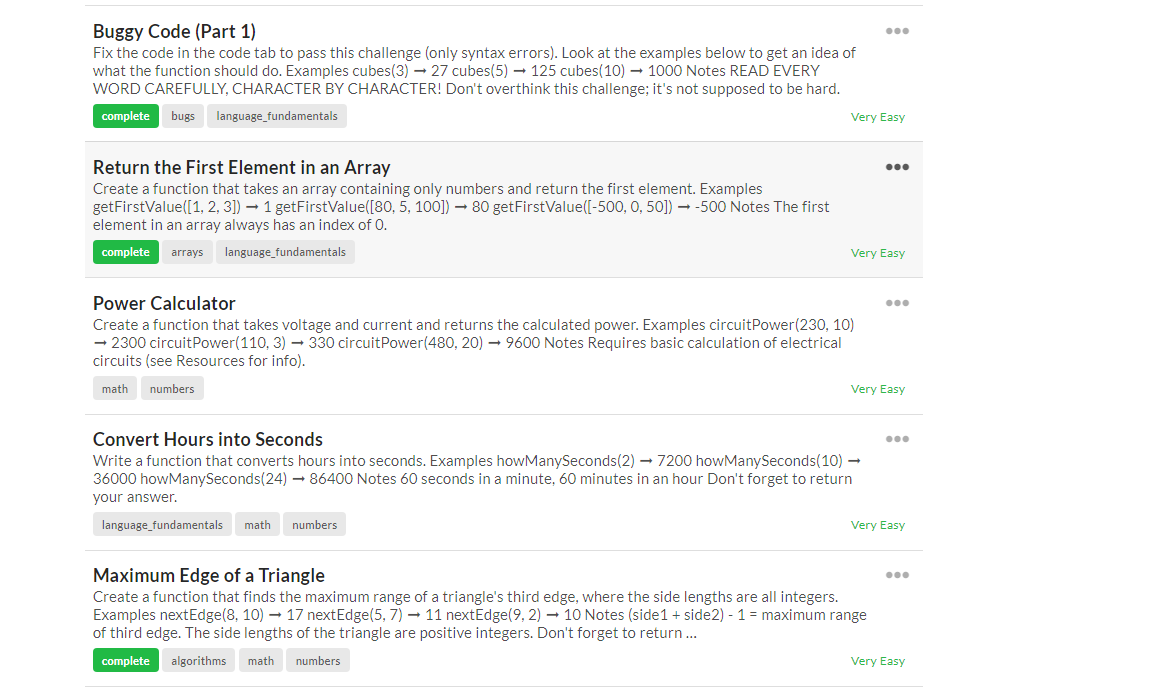 Buggy Code (Part 1)
Fix the code in the code tab to pass this challenge (only syntax errors). Look at the examples below to get an idea of
what the function should do. Examples cubes(3) ➞ 27 cubes(5) ➞ 125 cubes(10) ➞ 1000 Notes READ EVERY
WORD CAREFULLY, CHARACTER BY CHARACTER! Don't overthink this challenge; it's not supposed to be hard.
complete bugs language_fundamentals Very Easy
Return the First Element in an Array
Create a function that takes an array containing only numbers and return the first element. Examples
getFirstValue([1, 2, 3]) ➞ 1 getFirstValue([80, 5, 100]) ➞ 80 getFirstValue([-500, 0, 50]) ➞ -500 Notes The first
element in an array always has an index of 0.
complete arrays language_fundamentals Very Easy
Power Calculator
Create a function that takes voltage and current and returns the calculated power. Examples circuitPower(230, 10)
➞ 2300 circuitPower(110, 3) ➞ 330 circuitPower(480, 20) ➞ 9600 Notes Requires basic calculation of electrical
circuits (see Resources for info).
math numbers Very Easy
Convert Hours into Seconds
Write a function that converts hours into seconds. Examples howManySeconds(2) ➞ 7200 howManySeconds(10) ➞
36000 howManySeconds(24) ➞ 86400 Notes 60 seconds in a minute, 60 minutes in an hour Don't forget to return
your answer.
language_fundamentals math numbers Very Easy
Maximum Edge of a Triangle
Create a function that finds the maximum range of a triangle's third edge, where the side lengths are all integers.
Examples nextEdge(8, 10) ➞ 17 nextEdge(5, 7) ➞ 11 nextEdge(9, 2) ➞ 10 Notes (side1 + side2) - 1 = maximum range
of third edge. The side lengths of the triangle are positive integers. Don't forget to return ...
complete algorithms math numbers Very Easy